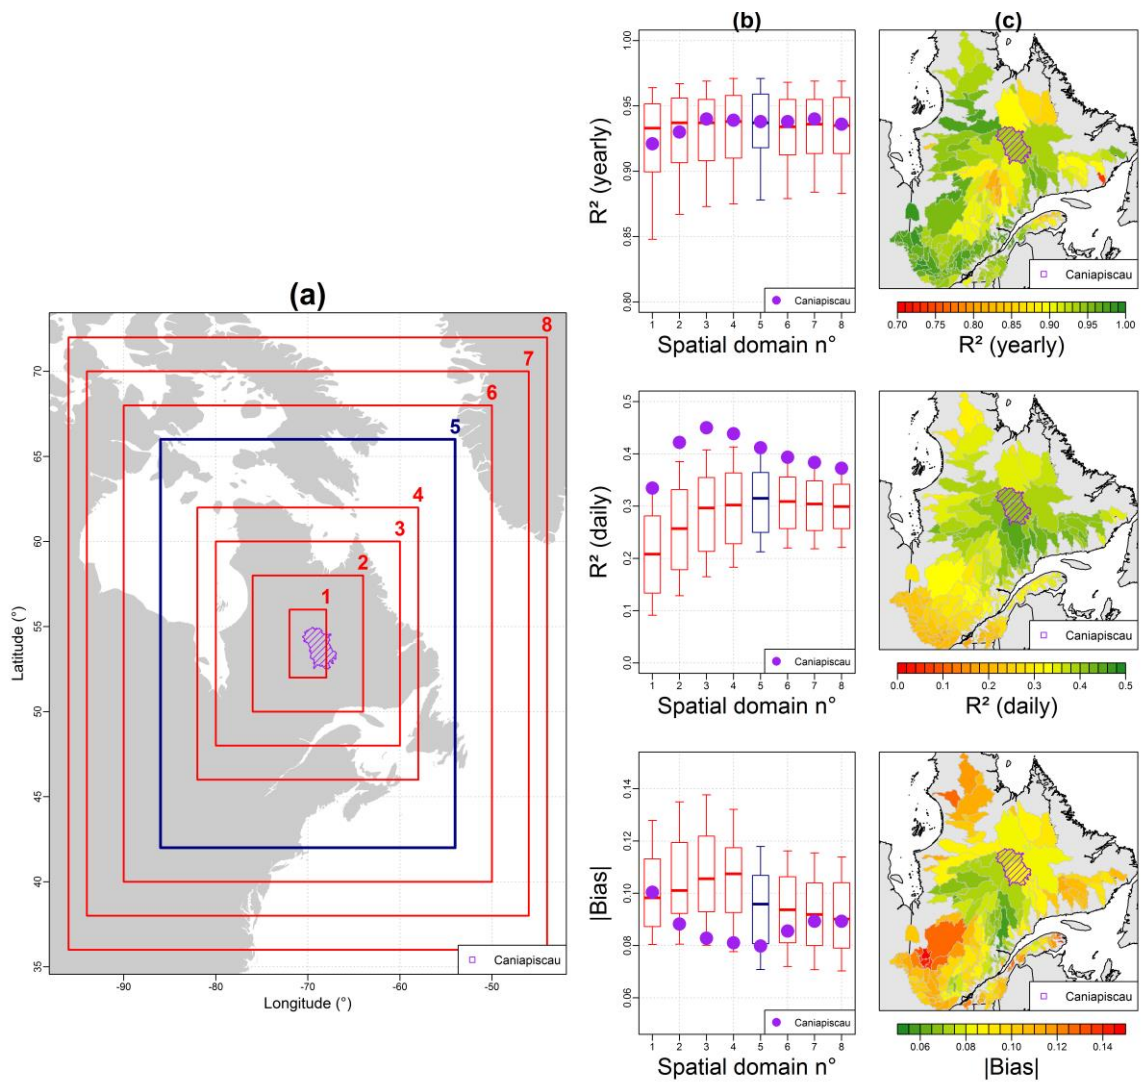 (a)
8
7
6
5
4
3
2
1
70
65
60
55
50
45
40
35
Latitude (°)
-90
-80
-70
-60
-50
Longitude (°)
Caniapiscau
(b)
1.00
0.95
0.90
0.85
0.80
R² (yearly)
1 2 3 4 5 6 7 8
Spatial domain n°
Caniapiscau
(c)
Caniapiscau
0.70 0.75 0.80 0.85 0.90 0.95 1.00
R² (yearly)
0.5
0.4
0.3
0.2
0.1
0.0
R² (daily)
1 2 3 4 5 6 7 8
Spatial domain n°
Caniapiscau
Caniapiscau
0.0 0.1 0.2 0.3 0.4 0.5
R² (daily)
0.14
0.12
0.10
0.08
0.06
|Bias|
1 2 3 4 5 6 7 8
Spatial domain n°
Caniapiscau
Caniapiscau
0.06 0.08 0.10 0.12 0.14
|Bias|